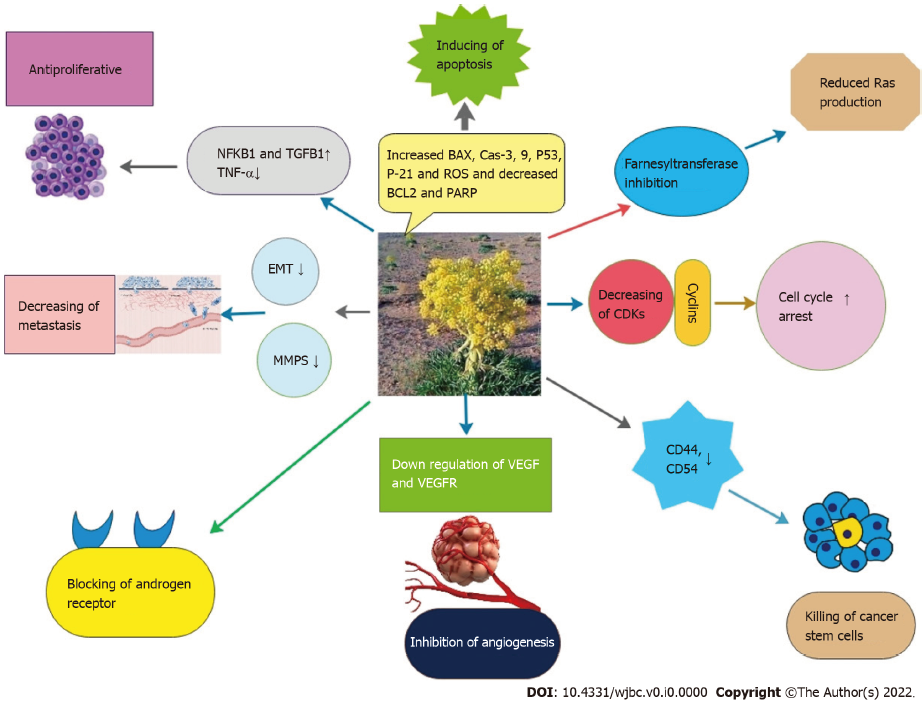 Inducing of
apoptosis
Antiproliferative
Reduced Ras
production
NFKB1 and TGFB1↑
TNF-α↓
Increased BAX, Cas-3, 9, P53,
P-21 and ROS and decreased
BCL2 and PARP
Farnesyltransferase
inhibition
EMT ↓
Decreasing of
metastasis
MMPS ↓
Decreasing
of CDKs
Cyclins
Cell cycle ↑
arrest
Down regulation of VEGF
and VEGFR
CD44,
CD54 ↓
Blocking of androgen
receptor
Inhibition of angiogenesis
Killing of cancer
stem cells
DOI: 10.4331/wjbc.v0.i0.0000 Copyright ©The Author(s) 2022.